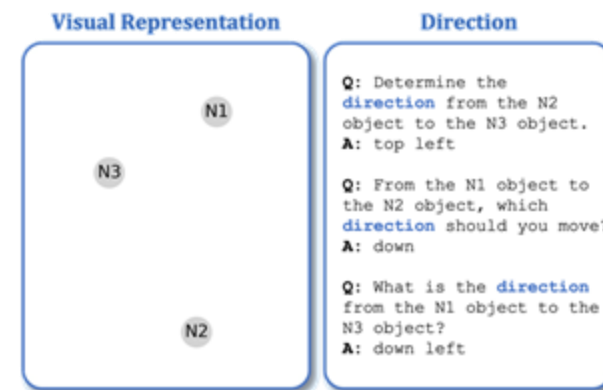 Visual Representation
N1
N3
N2
Direction
Q: Determine the
direction from the N2
object to the N3 object.
A: top left
Q: From the N1 object to
the N2 object, which
direction should you move?
A: down
Q: What is the direction
from the N1 object to the
N3 object?
A: down left